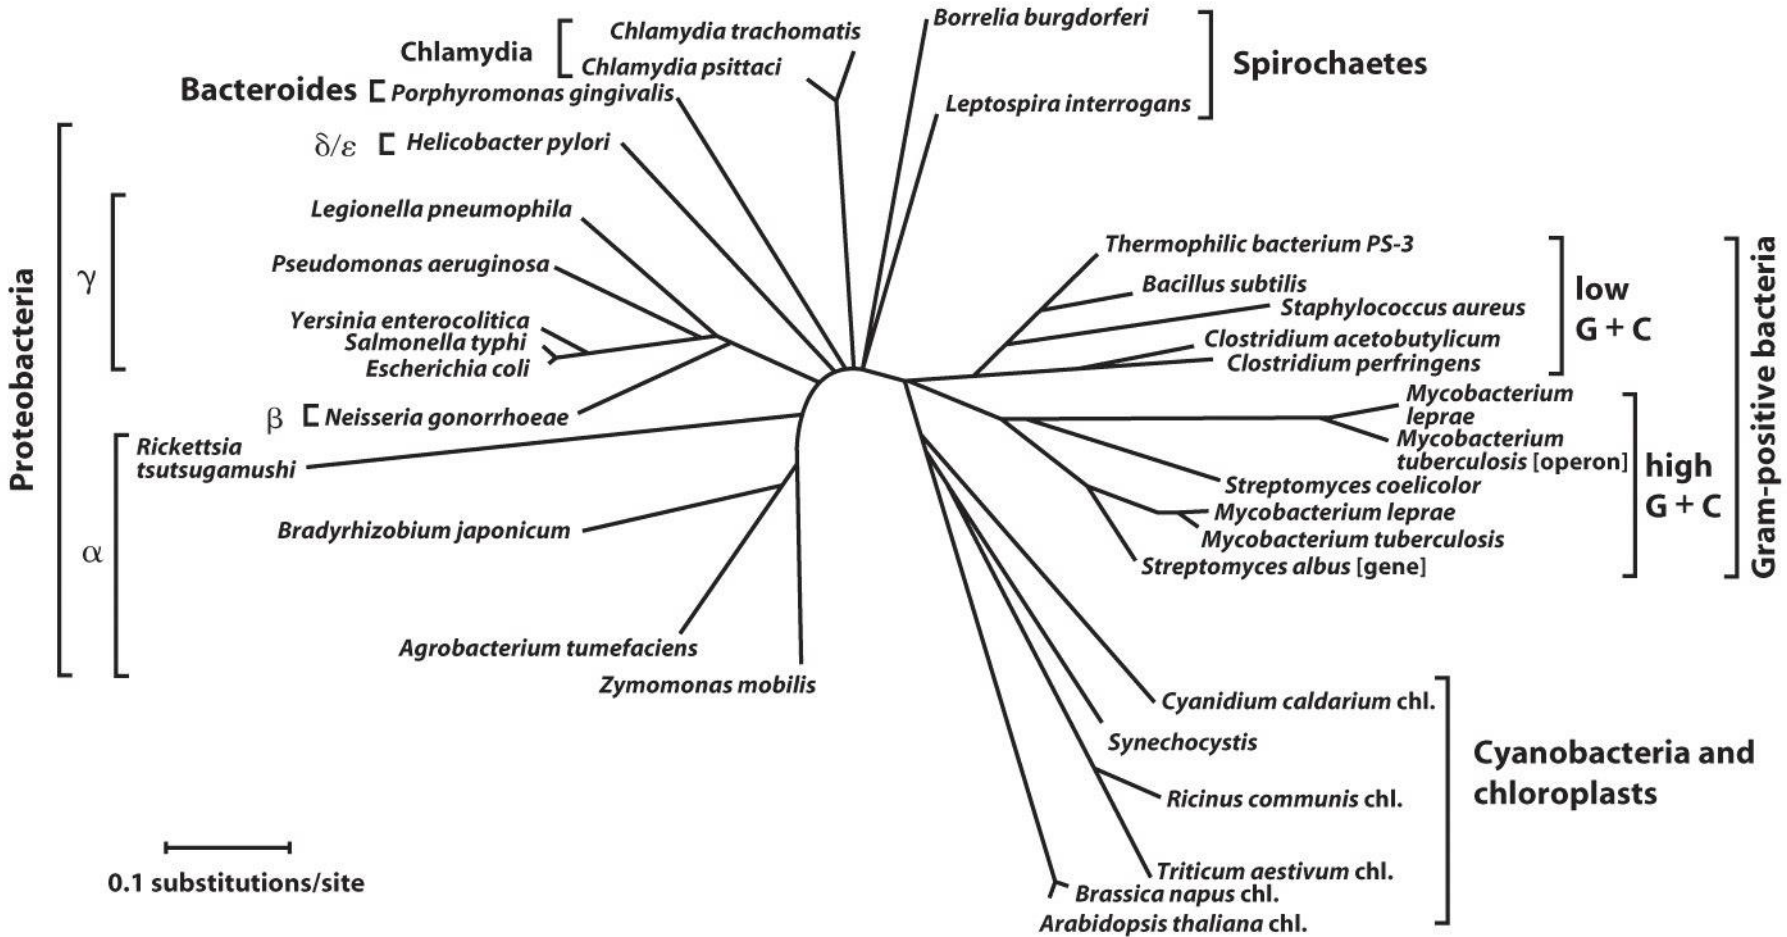 Borrelia burgdorferi
Chlamydia trachomatis
Chlamydia
Chlamydia psittaci
Spirochaetes
Bacteroides
Porphyromonas gingivalis
Leptospira interrogans
δ/ε
Helicobacter pylori
Legionella pneumophila
Pseudomonas aeruginosa
γ
Yersinia enterocolitica
Salmonella typhi
Escherichia coli
β
Neisseria gonorrhoeae
Proteobacteria
Rickettsia
tsutsugamushi
Bradyrhizobium japonicum
α
Agrobacterium tumefaciens
Zymomonas mobilis
Thermophilic bacterium PS-3
Bacillus subtilis
Staphylococcus aureus
Clostridium acetobutylicum
Clostridium perfringens
low
G + C
Mycobacterium
leprae
Mycobacterium
tuberculosis [operon]
Streptomyces coelicolor
Mycobacterium leprae
Mycobacterium tuberculosis
Streptomyces albus [gene]
high
G + C
Gram-positive bacteria
Cyanidium caldarium chl.
Synechocystis
Ricinus communis chl.
Triticum aestivum chl.
Brassica napus chl.
Arabidopsis thaliana chl.
Cyanobacteria and
chloroplasts
0.1 substitutions/site